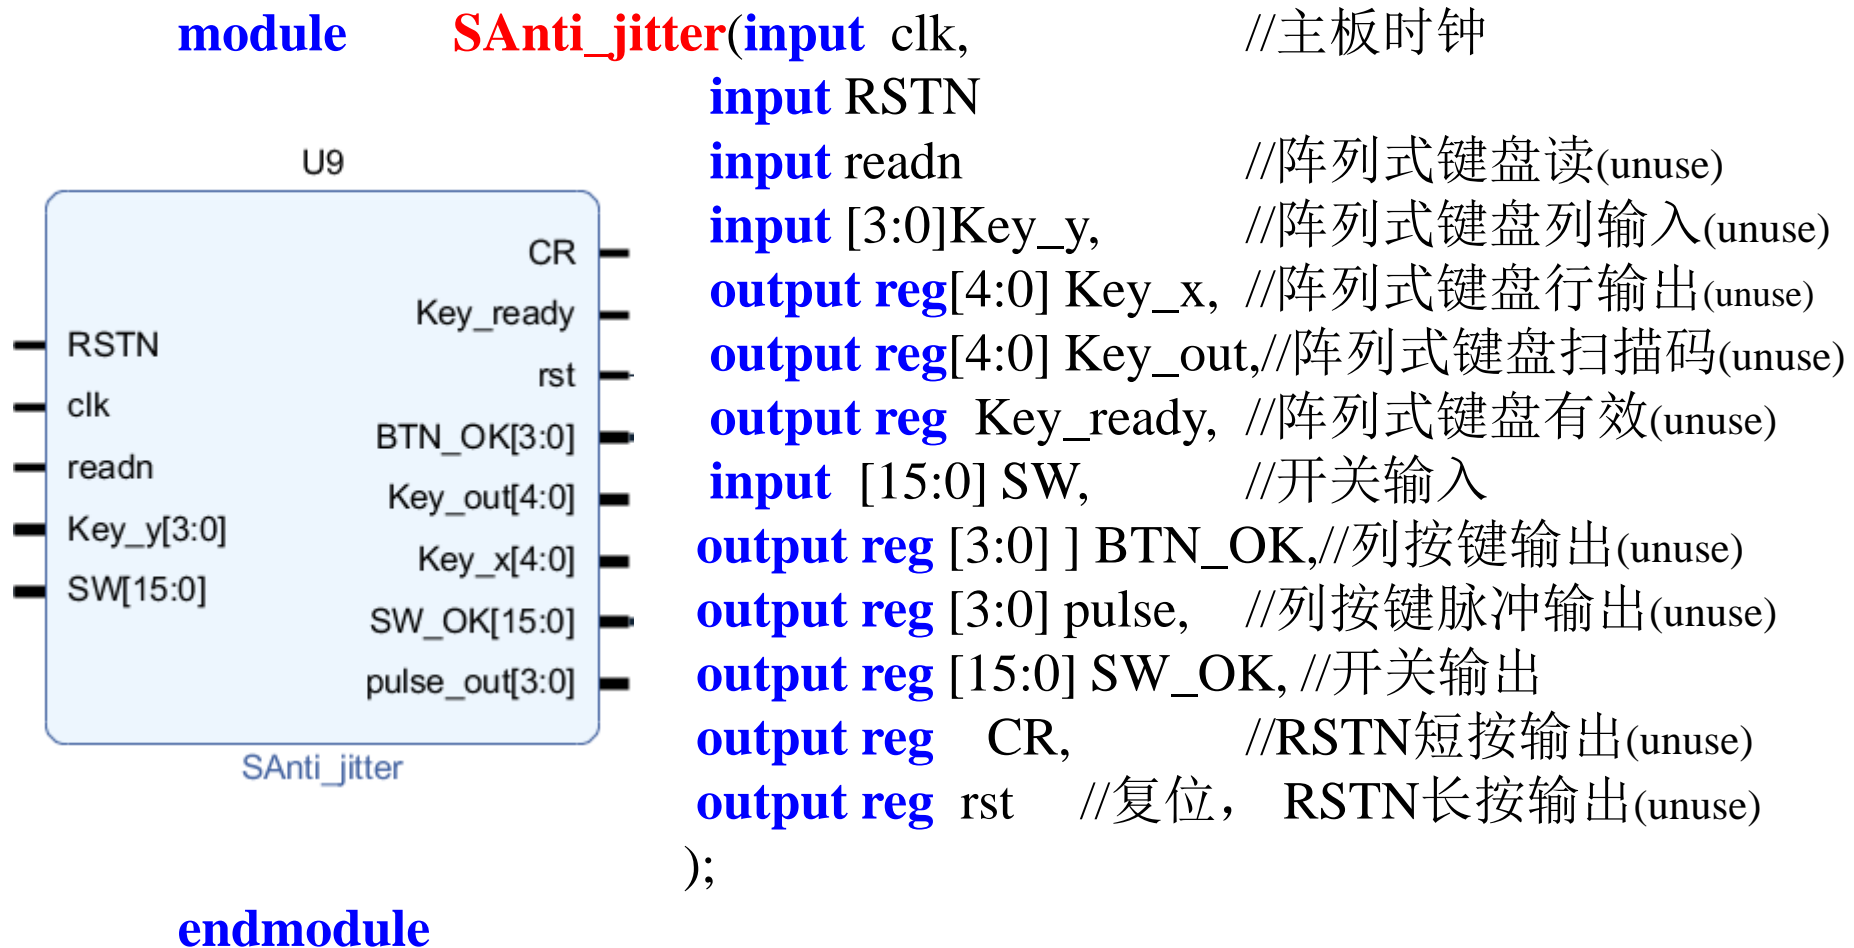 module SAnti_jitter(input clk, //主板时钟
input RSTN
input readn //阵列式键盘读(unuse)
input [3:0]Key_y, //阵列式键盘列输入(unuse)
output reg[4:0] Key_x, //阵列式键盘行输出(unuse)
output reg[4:0] Key_out,//阵列式键盘扫描码(unuse)
output reg Key_ready, //阵列式键盘有效(unuse)
input [15:0] SW, //开关输入
output reg [3:0] ] BTN_OK,//列按键输出(unuse)
output reg [3:0] pulse, //列按键脉冲输出(unuse)
output reg [15:0] SW_OK, //开关输出
output reg CR, //RSTN短按输出(unuse)
output reg rst //复位， RSTN长按输出(unuse)
);
endmodule
U9
RSTN
clk
readn
Key_y[3:0]
SW[15:0]
CR
Key_ready
rst
BTN_OK[3:0]
Key_out[4:0]
Key_x[4:0]
SW_OK[15:0]
pulse_out[3:0]
SAnti_jitter